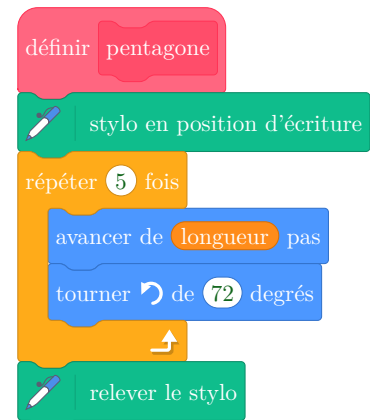 définir pentagone
stylo en position d'écriture
répéter 5 fois
avancer de longueur pas
tourner de 72 degrés
relever le stylo